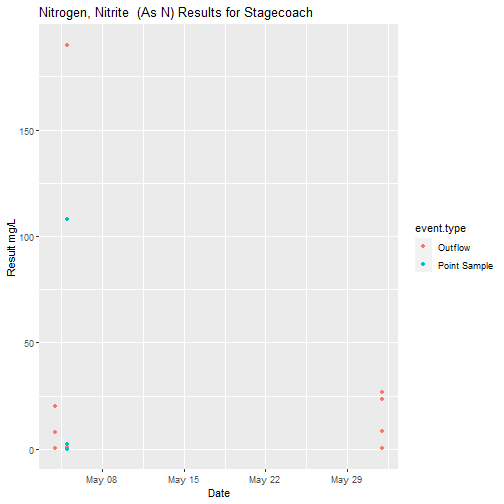 Nitrogen, Nitrite  (As N) Results for Stagecoach
Result mg/L
150
100
50
0
May 08
May 15
May 22
May 29
Date
event.type
Outflow
Point Sample